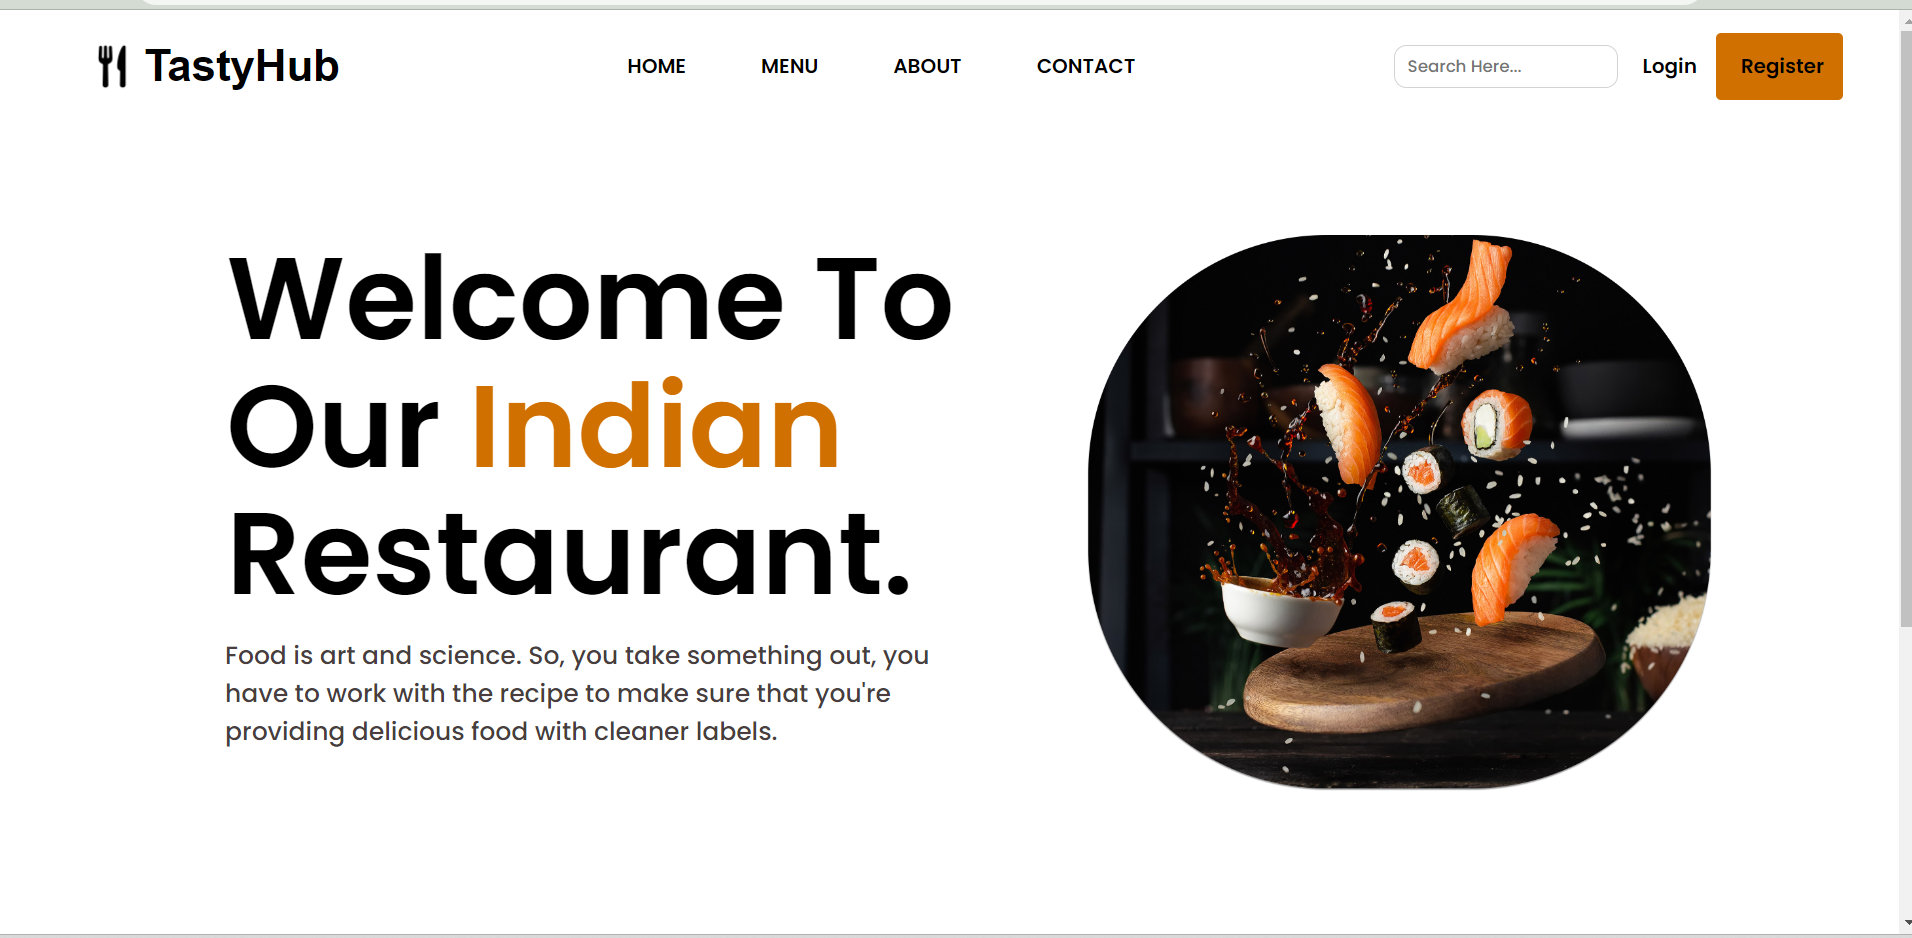 TastyHub
HOME MENU ABOUT CONTACT
Search Here...
Login
Register
Welcome To
Our Indian
Restaurant.
Food is art and science. So, you take something out, you
have to work with the recipe to make sure that you're
providing delicious food with cleaner labels.